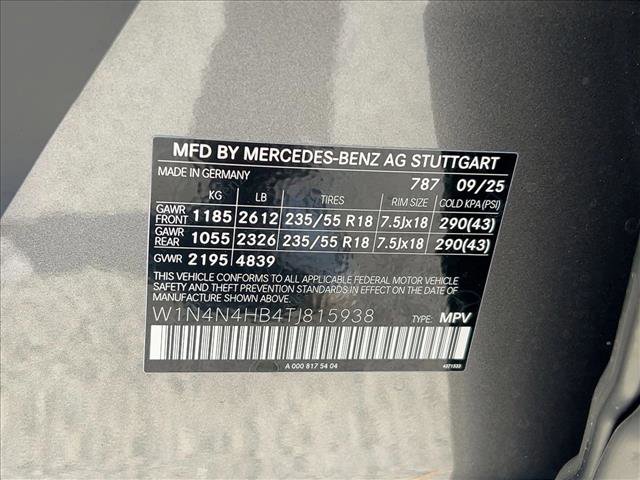 MFD BY MERCEDES-BENZ AG STUTTGART
MADE IN GERMANY 787 09/25
KG LB TIRES RIM SIZE COLD KPA(PSI)
GAWR FRONT 1185 2612 235/55 R18 7.5Jx18 290(43)
GAWR REAR 1055 2326 235/55 R18 7.5Jx18 290(43)
GVWR 2195 4839
THIS VEHICLE CONFORMS TO ALL APPLICABLE FEDERAL MOTOR VEHICLE
SAFETY AND THEFT PREVENTION STANDARDS IN EFFECT
ON THE DATE OF MANUFACTURE SHOWN ABOVE.
W1N4N4HB4TJ815938 TYPE: MPV
A 000 817 54 04